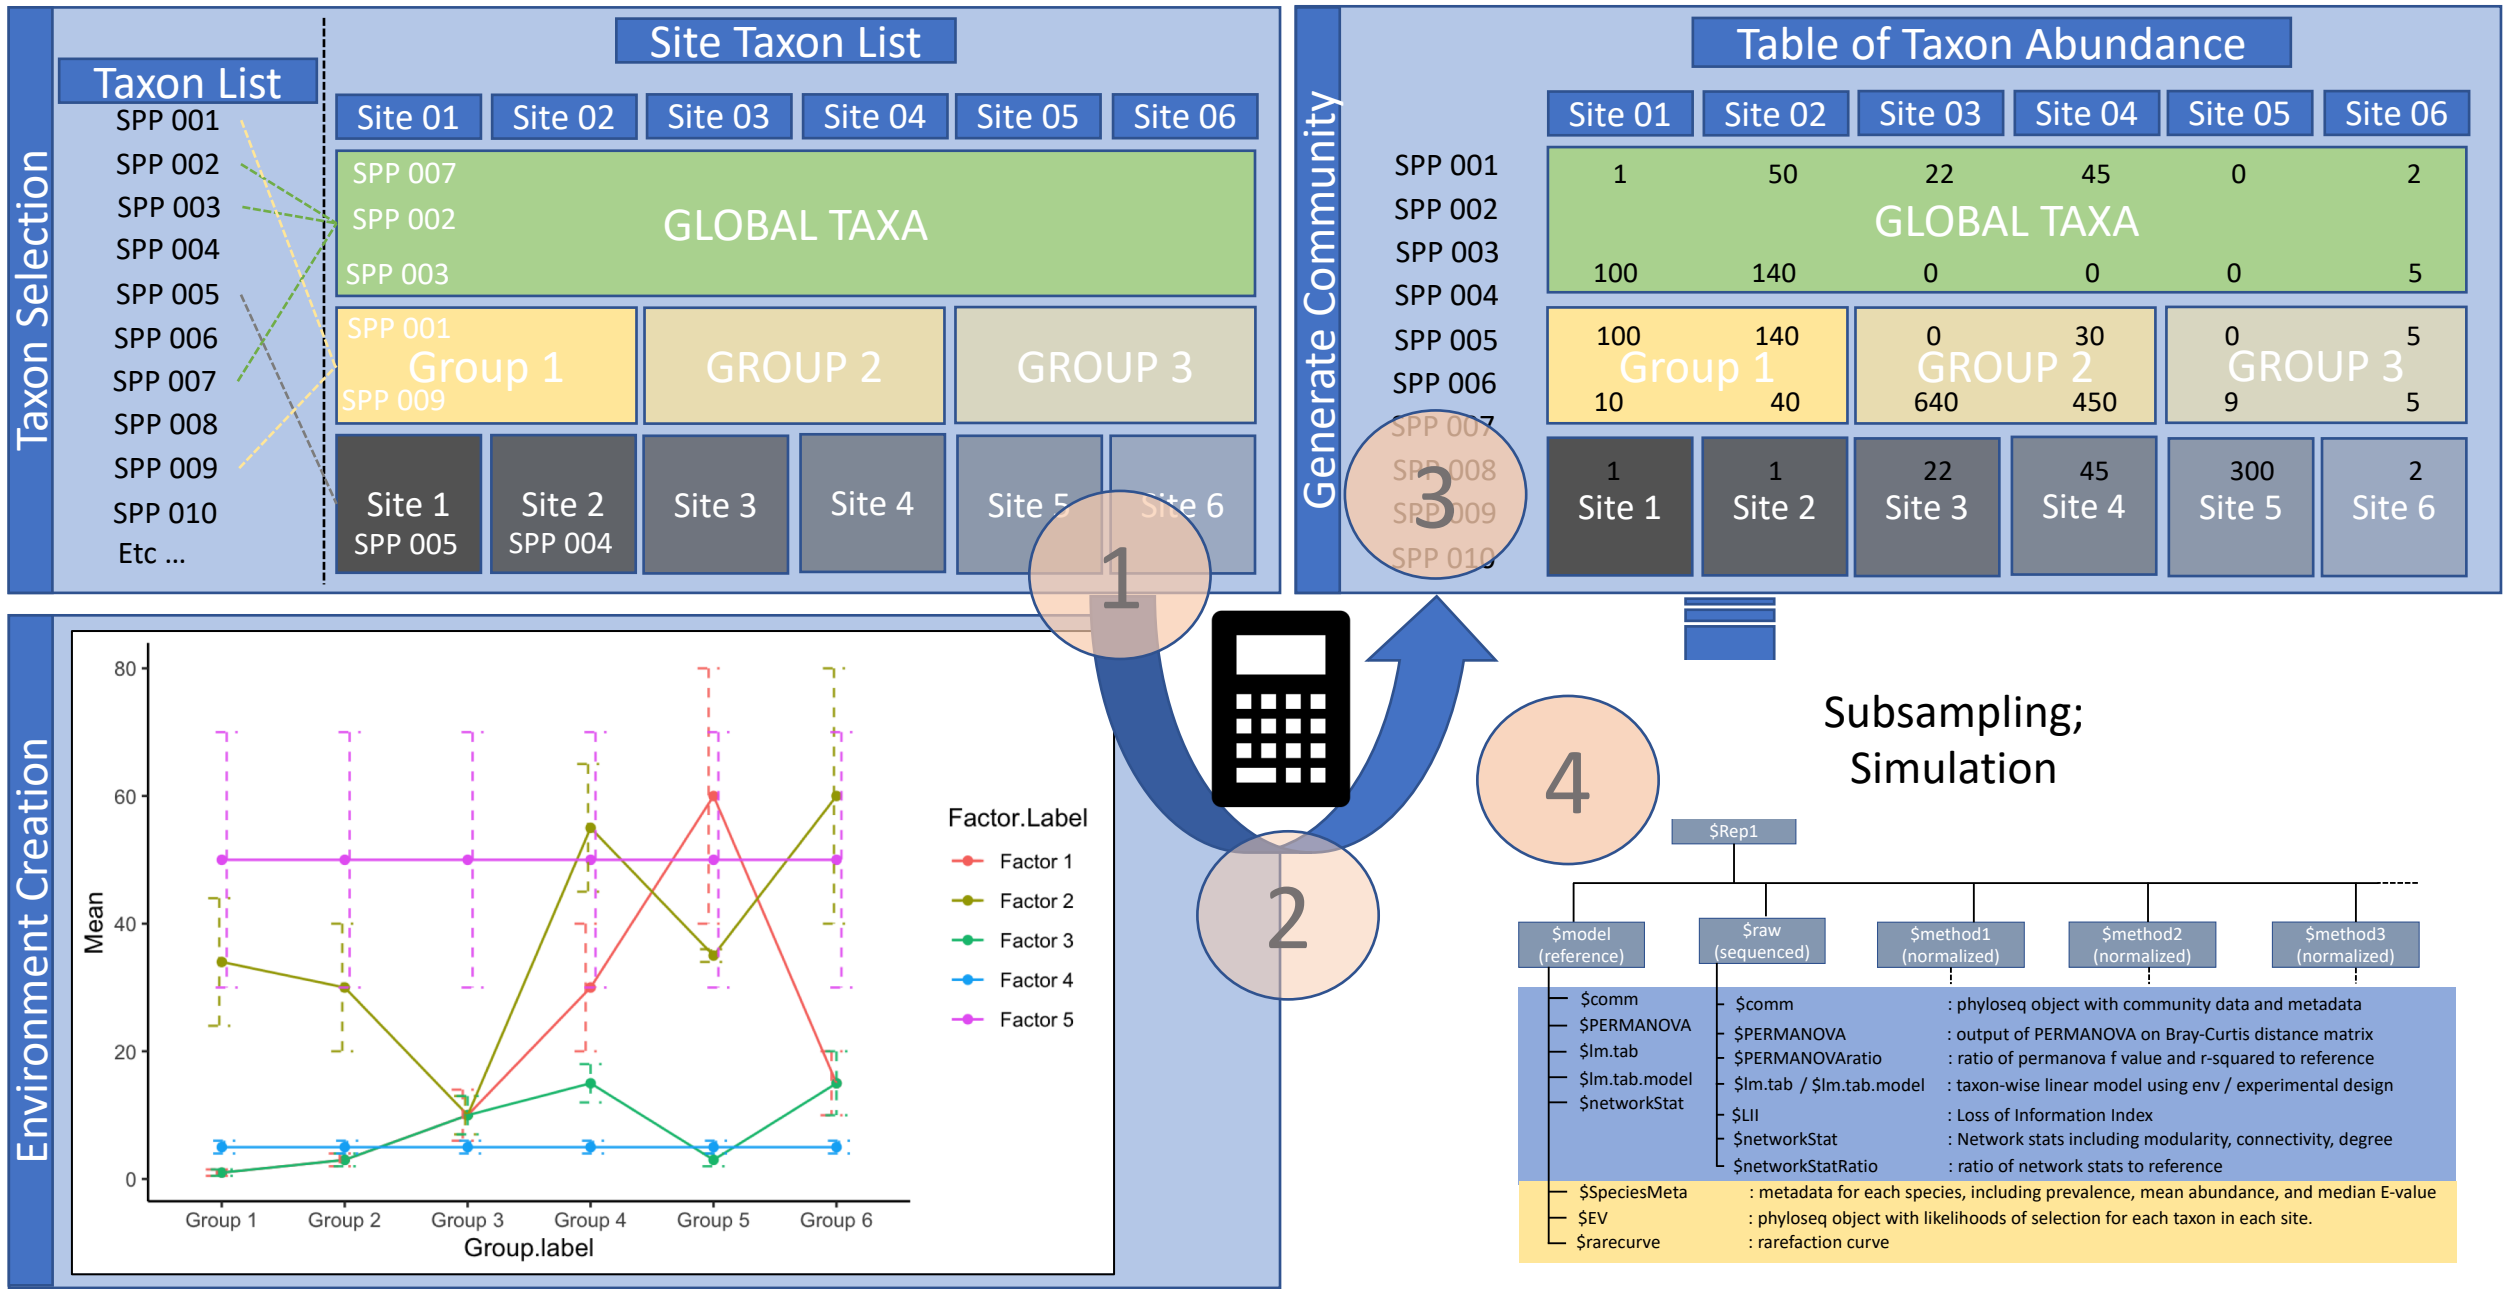 Taxon Selection
Taxon List
SPP 001
SPP 002
SPP 003
SPP 004
SPP 005
SPP 006
SPP 007
SPP 008
SPP 009
SPP 010
Etc ...
Site Taxon List
Site 01 Site 02 Site 03 Site 04 Site 05 Site 06
SPP 007
SPP 002
SPP 003
GLOBAL TAXA
SPP 001
Group 1
SPP 009
GROUP 2
GROUP 3
Site 1
SPP 005
Site 2
SPP 004
Site 3
Site 4
Site 5
Site 6
1
Generate Community
Table of Taxon Abundance
Site 01 Site 02 Site 03 Site 04 Site 05 Site 06
SPP 001
SPP 002
SPP 003
SPP 004
SPP 005
SPP 006
SPP 007
SPP 008
SPP 009
SPP 010
3
1 50 22 45 0 2
GLOBAL TAXA
100 140 0 0 0 5
100 140 0 30 0 5
Group 1 GROUP 2 GROUP 3
10 40 640 450 9 5
1 1 22 45 300 2
Site 1 Site 2 Site 3 Site 4 Site 5 Site 6
Environment Creation
80
60
40
20
0
Mean
Group 1 Group 2 Group 3 Group 4 Group 5 Group 6
Group.label
Factor.Label
Factor 1
Factor 2
Factor 3
Factor 4
Factor 5
2
4
Subsampling;
Simulation
$Rep1
$model
(reference)
$raw
(sequenced)
$method1
(normalized)
$method2
(normalized)
$method3
(normalized)
$comm
$PERMANOVA
$lm.tab
$lm.tab.model
$networkStat
$comm : phyloseq object with community data and metadata
$PERMANOVA : output of PERMANOVA on Bray-Curtis distance matrix
$PERMANOVAratio : ratio of permanova f value and r-squared to reference
$lm.tab / $lm.tab.model : taxon-wise linear model using env / experimental design
$LII : Loss of Information Index
$networkStat : Network stats including modularity, connectivity, degree
$networkStatRatio : ratio of network stats to reference
$SpeciesMeta : metadata for each species, including prevalence, mean abundance, and median E-value
$EV : phyloseq object with likelihoods of selection for each taxon in each site.
$rarecurve : rarefaction curve